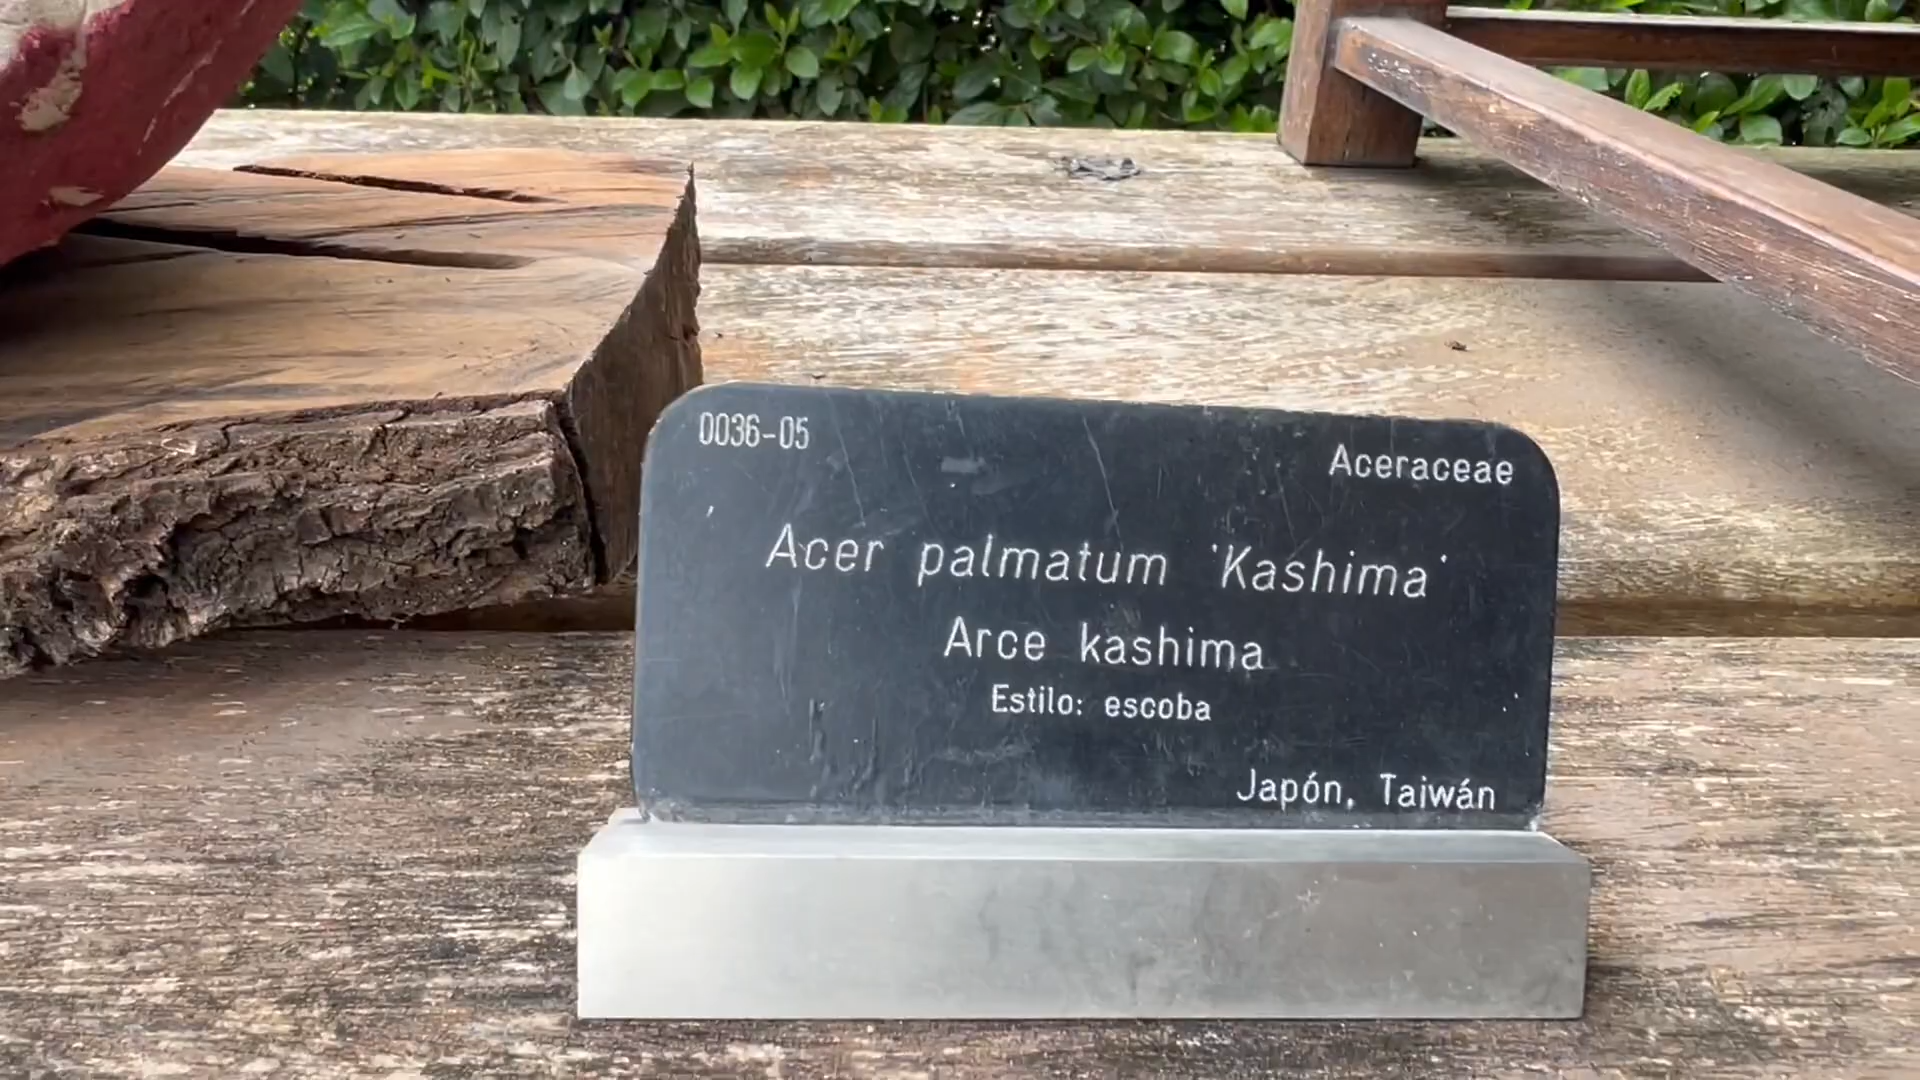 0036-05
Aceraceae
Acer palmatum 'Kashima'
Arce kashima
Estilo: escoba
Japón, Taiwán